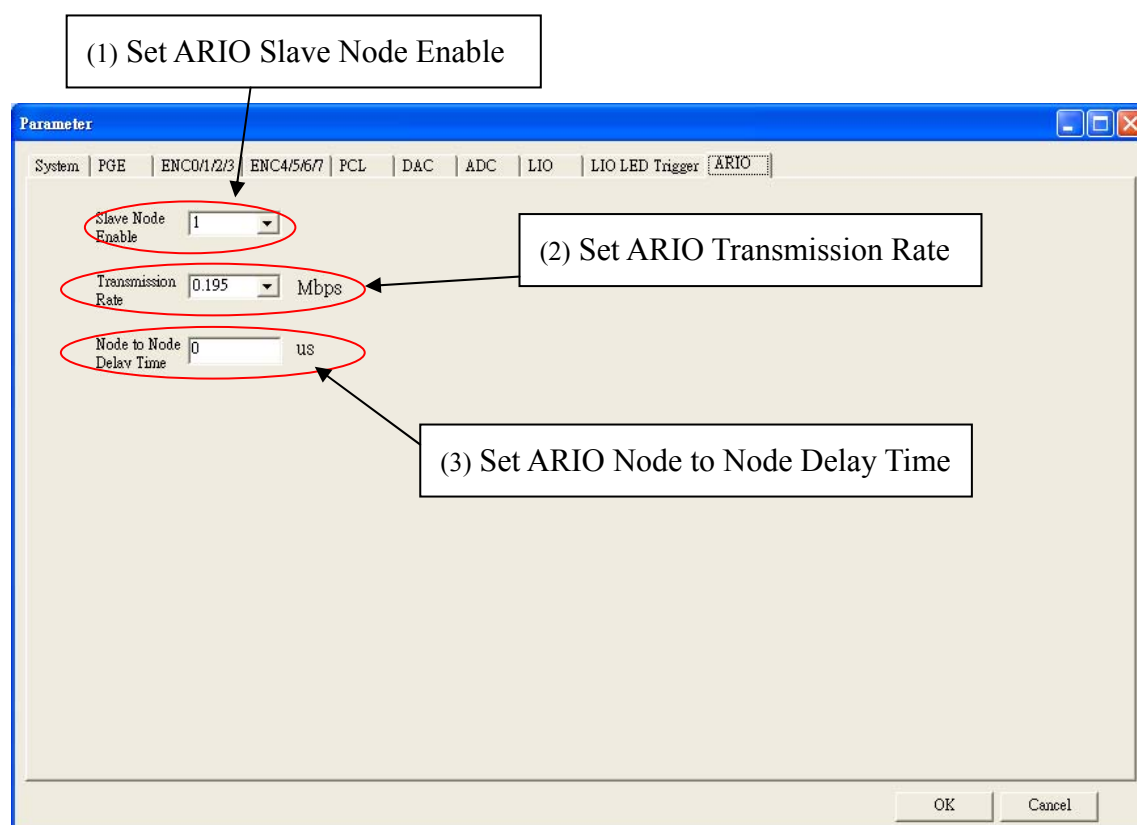 (1) Set ARIO Slave Node Enable
Parameter
System PGE ENC0/1/2/3 ENC4/5/6/7 PCL DAC ADC LIO LIO LED Trigger ARIO
Slave Node
Enable
1
(2) Set ARIO Transmission Rate
Transmission
Rate
0.195 Mbps
Node to Node
Delay Time
0 us
(3) Set ARIO Node to Node Delay Time
OK Cancel